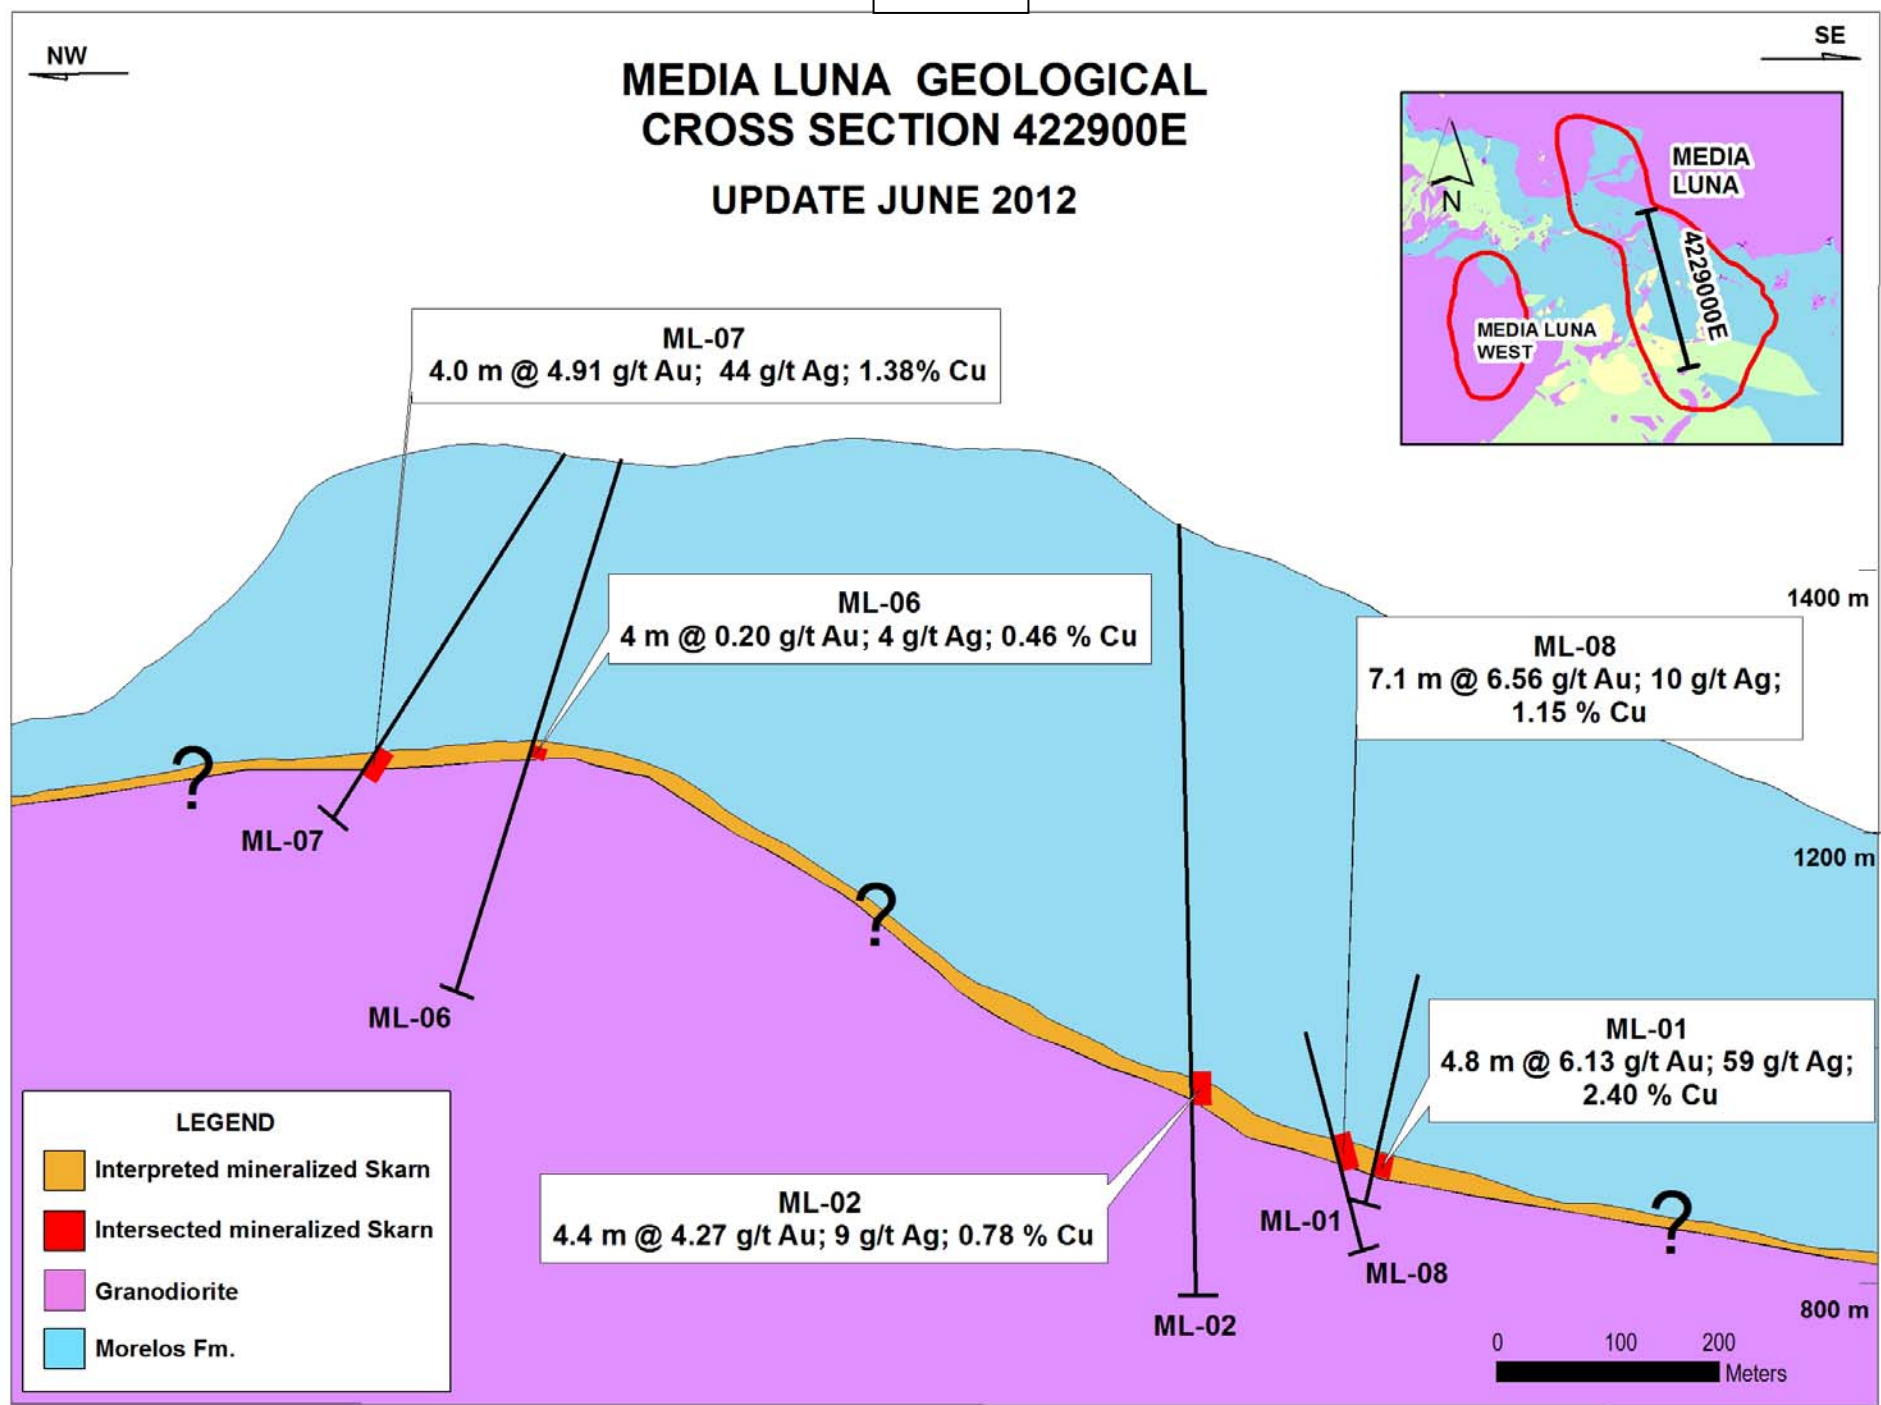 NW
SE
MEDIA LUNA GEOLOGICAL
CROSS SECTION 422900E
UPDATE JUNE 2012
MEDIA
LUNA
N
4229000E
MEDIA LUNA
WEST
ML-07
4.0 m @ 4.91 g/t Au; 44 g/t Ag; 1.38% Cu
ML-06
4 m @ 0.20 g/t Au; 4 g/t Ag; 0.46 % Cu
1400 m
ML-08
7.1 m @ 6.56 g/t Au; 10 g/t Ag;
1.15 % Cu
?
ML-07
1200 m
?
ML-06
ML-01
4.8 m @ 6.13 g/t Au; 59 g/t Ag;
2.40 % Cu
LEGEND
Interpreted mineralized Skarn
Intersected mineralized Skarn
Granodiorite
Morelos Fm.
ML-02
4.4 m @ 4.27 g/t Au; 9 g/t Ag; 0.78 % Cu
ML-01
?
ML-08
ML-02
800 m
0 100 200
Meters